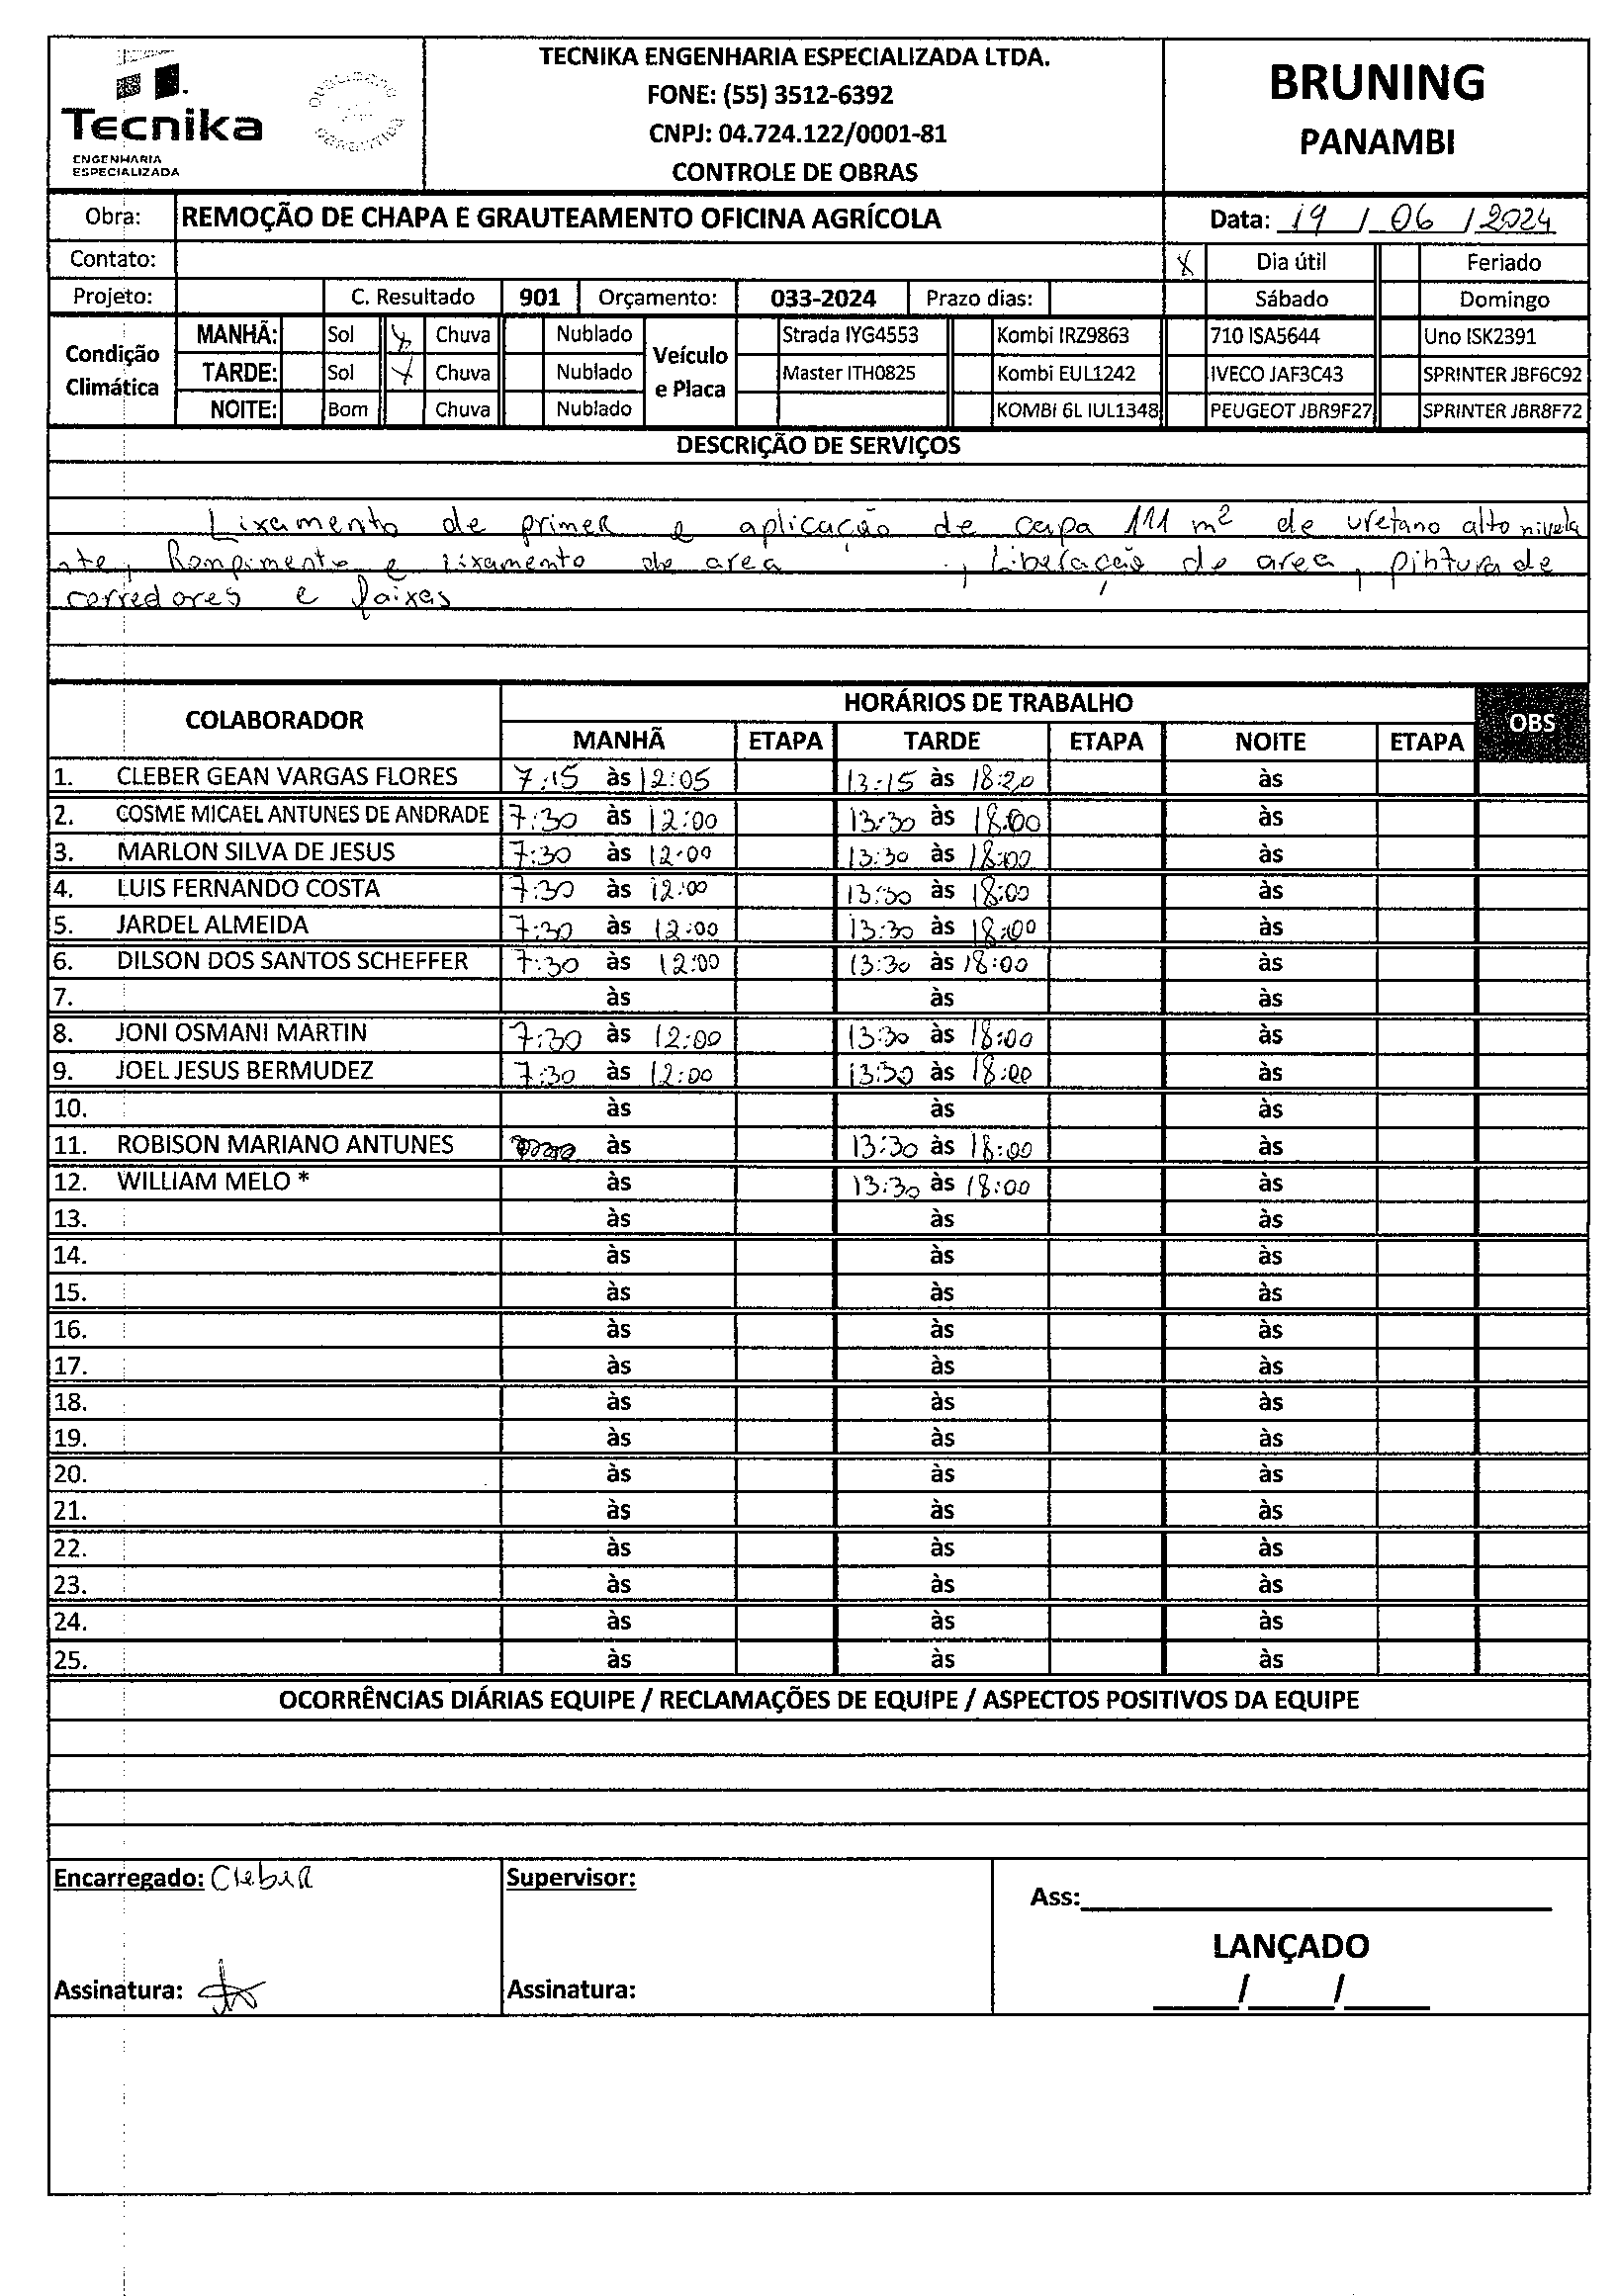 Tecnika
ENGENHARIA
ESPECIALIZADA
TECNIKA ENGENHARIA ESPECIALIZADA LTDA.
FONE: (55) 3512-6392
CNPJ: 04.724.122/0001-81
CONTROLE DE OBRAS
BRUNING
PANAMBI
Obra: REMOÇÃO DE CHAPA E GRAUTEAMENTO OFICINA AGRÍCOLA Data: 19 / 06 / 2024
Contato: X Dia útil Feriado
Projeto: C. Resultado 901 Orçamento: 033-2024 Prazo dias: Sábado Domingo
Condição Climática
MANHÃ: Sol X Chuva Nublado
TARDE: Sol X Chuva Nublado
NOITE: Bom Chuva Nublado
Veículo e Placa
Strada IYG4553 Kombi IRZ9863 710 ISA5644 Uno ISK2391
Master ITH0825 Kombi EUL1242 IVECO JAF3C43 SPRINTER JBF6C92
KOMBI 6L IUL1348 PEUGEOT JBR9F27 SPRINTER JBR8F72
DESCRIÇÃO DE SERVIÇOS
Lixamento de primer e aplicação de capa 111 m² de uretano alto nivela
nte, Rompimento e lixamento de area , Liberação de area, pintura de
corredores e faixas
COLABORADOR HORÁRIOS DE TRABALHO OBS
MANHÃ ETAPA TARDE ETAPA NOITE ETAPA
1. CLEBER GEAN VARGAS FLORES 7:15 às 12:05 13:15 às 18:20 às
2. COSME MICAEL ANTUNES DE ANDRADE 7:30 às 12:00 13:30 às 18:00 às
3. MARLON SILVA DE JESUS 7:30 às 12:00 13:30 às 18:00 às
4. LUIS FERNANDO COSTA 7:30 às 12:00 13:30 às 18:00 às
5. JARDEL ALMEIDA 7:30 às 12:00 13:30 às 18:00 às
6. DILSON DOS SANTOS SCHEFFER 7:30 às 12:00 13:30 às 18:00 às
7. às às às
8. JONI OSMANI MARTIN 7:30 às 12:00 13:30 às 18:00 às
9. JOEL JESUS BERMUDEZ 7:30 às 12:00 13:30 às 18:00 às
10. às às às
11. ROBISON MARIANO ANTUNES às 13:30 às 18:00 às
12. WILLIAM MELO * às 13:30 às 18:00 às
13. às às às
14. às às às
15. às às às
16. às às às
17. às às às
18. às às às
19. às às às
20. às às às
21. às às às
22. às às às
23. às às às
24. às às às
25. às às às
OCORRÊNCIAS DIÁRIAS EQUIPE / RECLAMAÇÕES DE EQUIPE / ASPECTOS POSITIVOS DA EQUIPE
Encarregado: Cleber Supervisor: Ass:
LANÇADO
Assinatura: Assinatura: / /